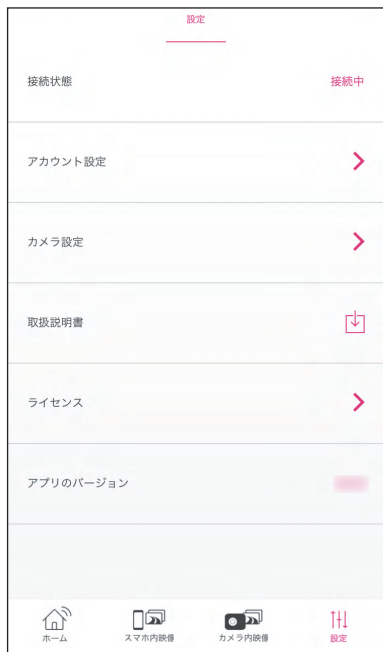 設定
接続状態
接続中
アカウント設定
カメラ設定
取扱説明書
ライセンス
アプリのバージョン
ホーム
スマホ内映像
カメラ内映像
設定